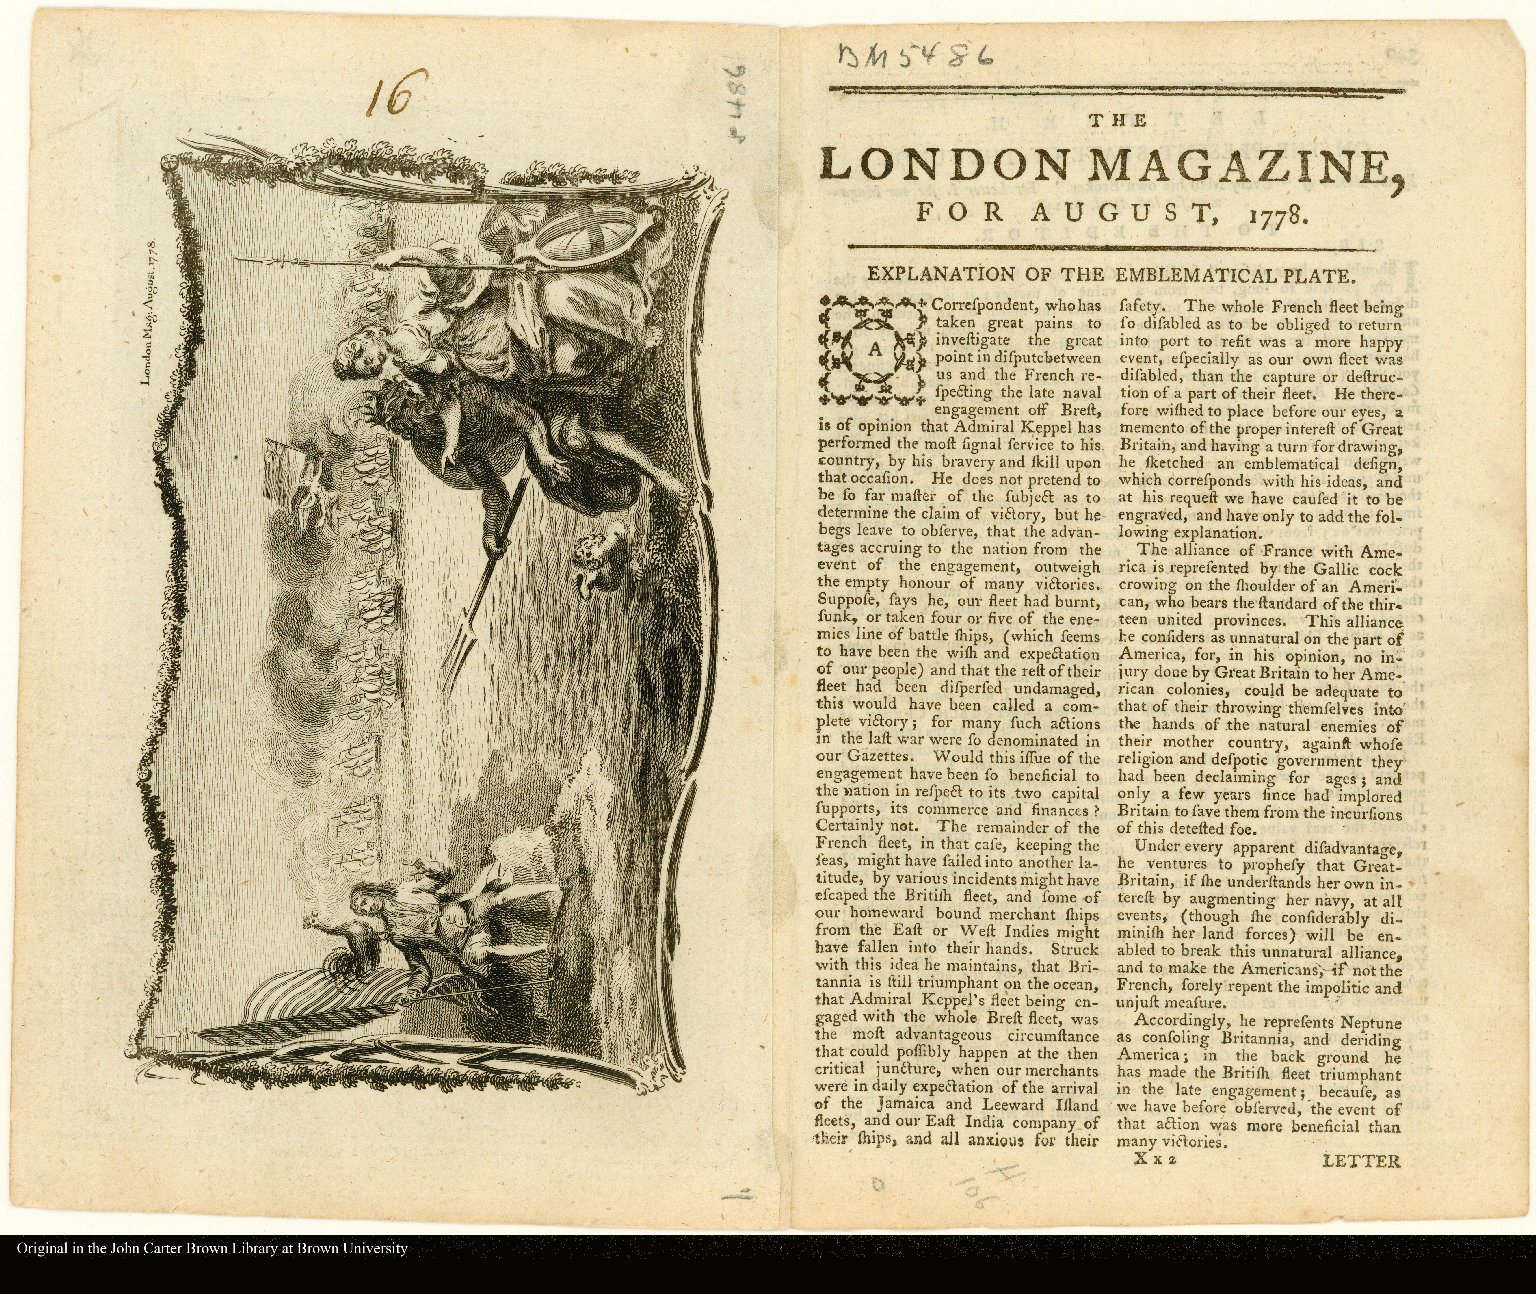 16
5486
London Mag. August 1778.
BM 5486
THE
LONDON MAGAZINE,
FOR AUGUST, 1778.
EXPLANATION OF THE EMBLEMATICAL PLATE.
A Correſpondent, who has
taken great pains to
inveſtigate the great
point in diſpute between
us and the French re-
ſpecting the late naval
engagement off Breſt,
is of opinion that Admiral Keppel has
performed the moſt ſignal ſervice to his
country, by his bravery and ſkill upon
that occaſion. He does not pretend to
be ſo far maſter of the ſubject as to
determine the claim of victory, but he
begs leave to obſerve, that the advan-
tages accruing to the nation from the
event of the engagement, outweigh
the empty honour of many victories.
Suppoſe, ſays he, our fleet had burnt,
ſunk, or taken four or five of the ene-
mies line of battle ſhips, (which ſeems
to have been the wiſh and expectation
of our people) and that the reſt of their
fleet had been diſperſed undamaged,
this would have been called a com-
plete victory; for many ſuch actions
in the laſt war were ſo denominated in
our Gazettes. Would this iſſue of the
engagement have been ſo beneficial to
the nation in reſpect to its two capital
ſupports, its commerce and finances?
Certainly not. The remainder of the
French fleet, in that caſe, keeping the
ſeas, might have ſailed into another la-
titude, by various incidents might have
eſcaped the Britiſh fleet, and ſome of
our homeward bound merchant ſhips
from the Eaſt or Weſt Indies might
have fallen into their hands. Struck
with this idea he maintains, that Bri-
tannia is ſtill triumphant on the ocean,
that Admiral Keppel's fleet being en-
gaged with the whole Breſt fleet, was
the moſt advantageous circumſtance
that could poſſibly happen at the then
critical juncture, when our merchants
were in daily expectation of the arrival
of the Jamaica and Leeward Iſland
fleets, and our Eaſt India company of
their ſhips, and all anxious for their
ſafety. The whole French fleet being
ſo diſabled as to be obliged to return
into port to refit was a more happy
event, eſpecially as our own fleet was
diſabled, than the capture or deſtruc-
tion of a part of their fleet. He there-
fore wiſhed to place before our eyes, a
memento of the proper intereſt of Great
Britain, and having a turn for drawing,
he ſketched an emblematical deſign,
which correſponds with his ideas, and
at his requeſt we have cauſed it to be
engraved, and have only to add the fol-
lowing explanation.
The alliance of France with Ame-
rica is repreſented by the Gallic cock
crowing on the ſhoulder of an Ameri-
can, who bears the ſtandard of the thir-
teen united provinces. This alliance
he conſiders as unnatural on the part of
America, for, in his opinion, no in-
jury done by Great Britain to her Ame-
rican colonies, could be adequate to
that of their throwing themſelves into
the hands of the natural enemies of
their mother country, againſt whoſe
religion and deſpotic government they
had been declaiming for ages; and
only a few years ſince had implored
Britain to ſave them from the incurſions
of this deteſted foe.
Under every apparent diſadvantage,
he ventures to propheſy that Great-
Britain, if ſhe underſtands her own in-
tereſt by augmenting her navy, at all
events, (though ſhe conſiderably di-
miniſh her land forces) will be en-
abled to break this unnatural alliance,
and to make the Americans, if not the
French, ſorely repent the impolitic and
unjuſt meaſure.
Accordingly, he repreſents Neptune
as conſoling Britannia, and deriding
America; in the back ground he
has made the Britiſh fleet triumphant
in the late engagement; becauſe, as
we have before obſerved, the event of
that action was more beneficial than
many victories.
X x 2
LETTER
Original in the John Carter Brown Library at Brown University